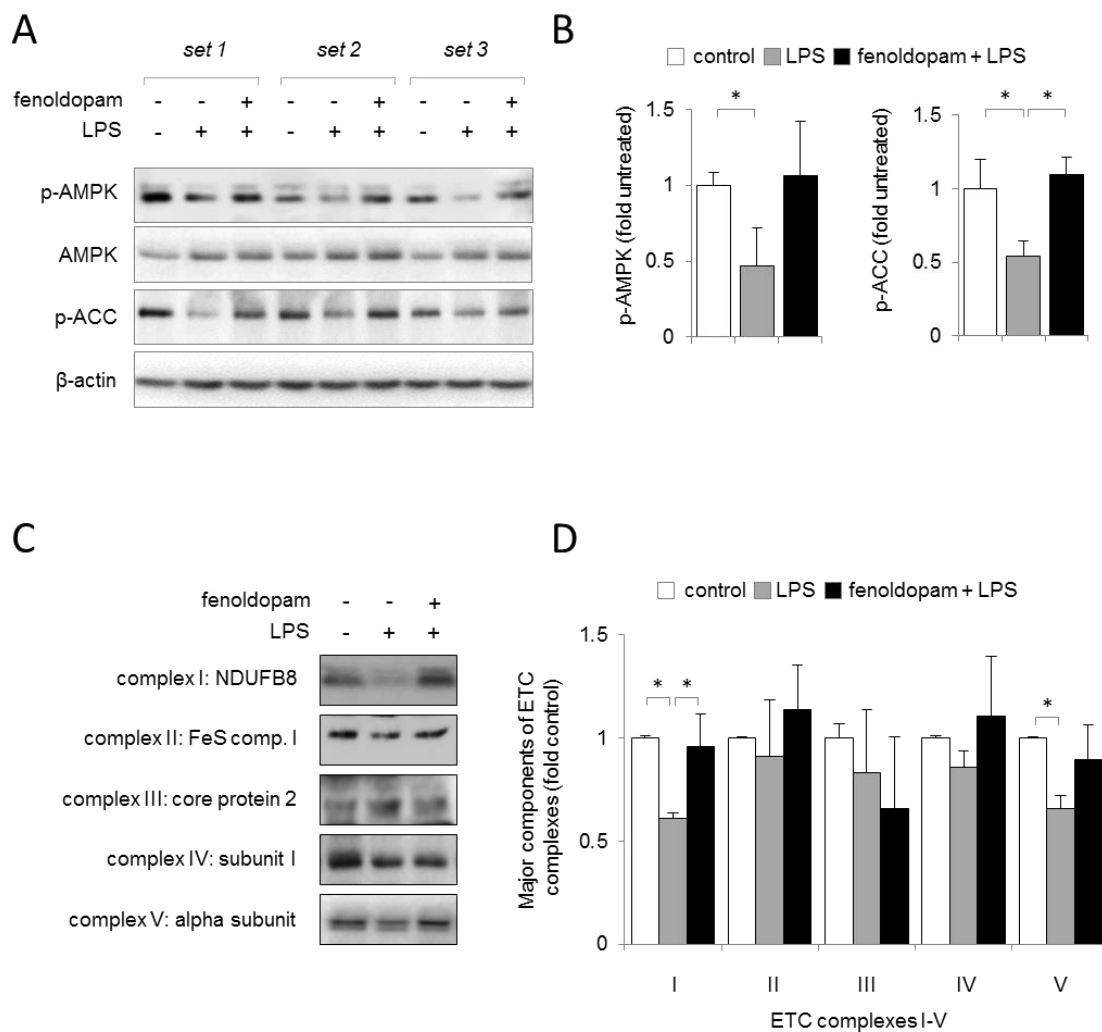 A
set 1 set 2 set 3
fenoldopam - - + - - + - - +
LPS - + + - + + - + +
p-AMPK
AMPK
p-ACC
β-actin
B
control LPS fenoldopam + LPS
p-AMPK (fold untreated)
1.5
1
0.5
0
*
p-ACC (fold untreated)
1.5
1
0.5
0
* *
C
fenoldopam - - +
LPS - + +
complex I: NDUFB8
complex II: FeS comp. I
complex III: core protein 2
complex IV: subunit I
complex V: alpha subunit
D
control LPS fenoldopam + LPS
Major components of ETC
complexes (fold control)
1.5
1
0.5
0
* * *
I II III IV V
ETC complexes I-V